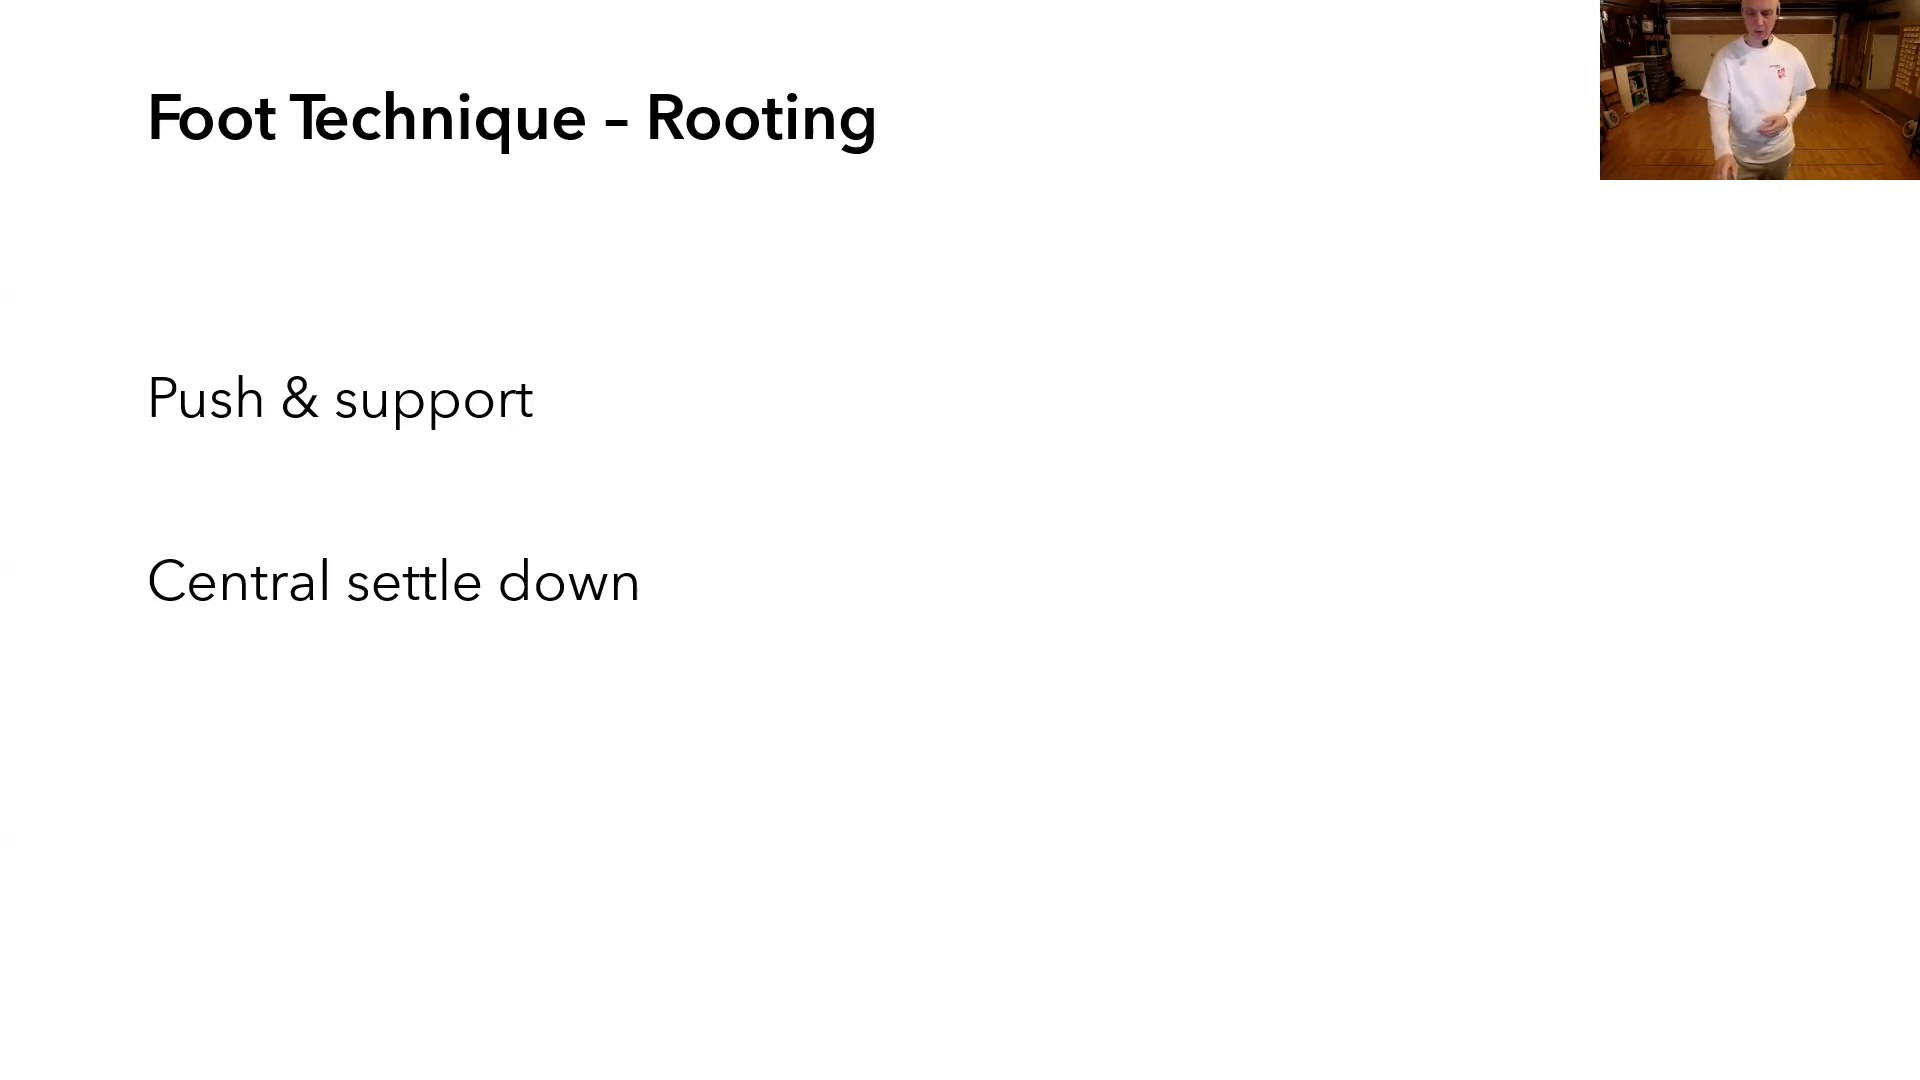 Foot Technique – Rooting
Push & support
Central settle down